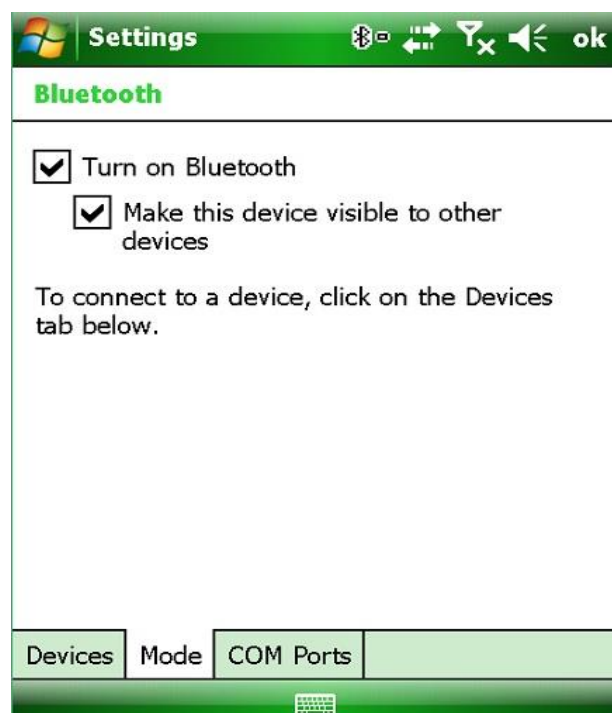 Settings ok
Bluetooth
Turn on Bluetooth
Make this device visible to other
devices
To connect to a device, click on the Devices
tab below.
Devices Mode COM Ports